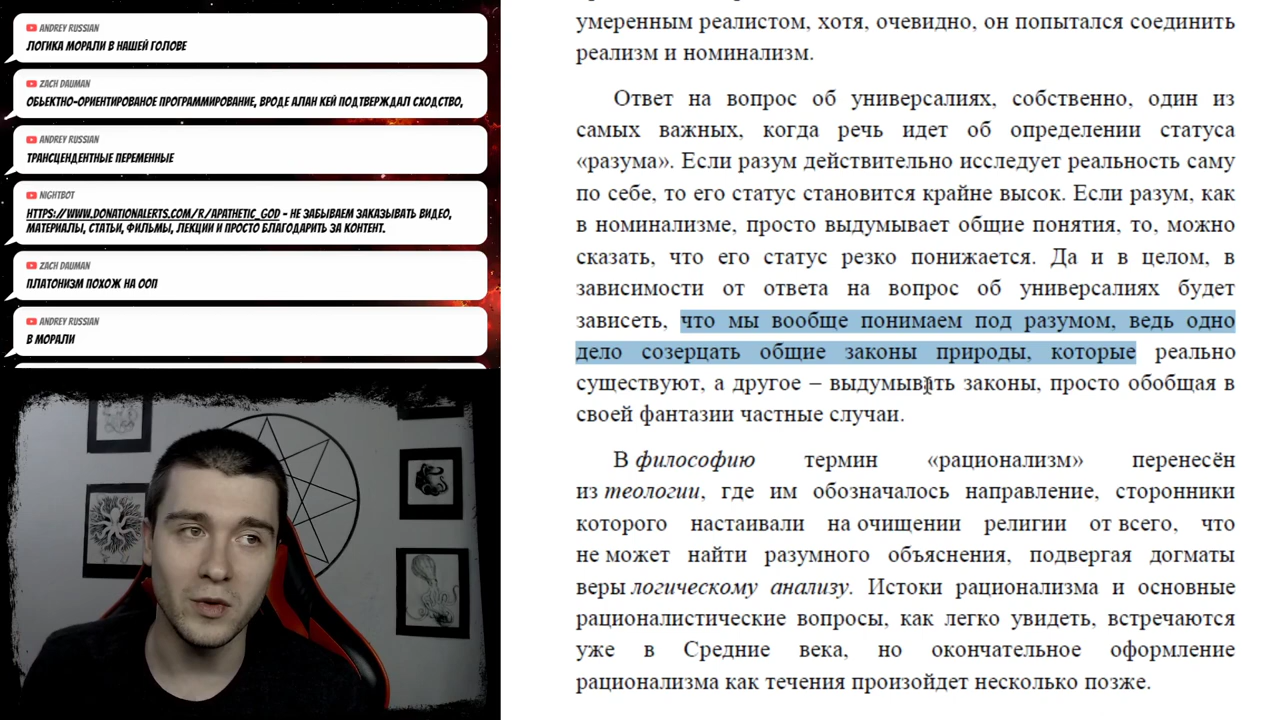 ANDREY RUSSIAN
ЛОГИКА МОРАЛИ В НАШЕЙ ГОЛОВЕ
ZACH DAUMAN
ОБЬЕКТНО-ОРИЕНТИРОВАНОЕ ПРОГРАММИРОВАНИЕ, ВРОДЕ АЛАН КЕЙ ПОДТВЕРЖДАЛ СХОДСТВО,
ANDREY RUSSIAN
ТРАНСЦЕНДЕНТНЫЕ ПЕРЕМЕННЫЕ
NIGHTBOT
HTTPS://WWW.DONATIONALERTS.COM/R/APATHETIC_GOD - НЕ ЗАБЫВАЕМ ЗАКАЗЫВАТЬ ВИДЕО,
МАТЕРИАЛЫ, СТАТЬИ, ФИЛЬМЫ, ЛЕКЦИИ И ПРОСТО БЛАГОДАРИТЬ ЗА КОНТЕНТ.
ZACH DAUMAN
ПЛАТОНИЗМ ПОХОЖ НА ООП
ANDREY RUSSIAN
В МОРАЛИ
умеренным реалистом, хотя, очевидно, он попытался соединить
реализм и номинализм.
Ответ на вопрос об универсалиях, собственно, один из
самых важных, когда речь идет об определении статуса
«разума». Если разум действительно исследует реальность саму
по себе, то его статус становится крайне высок. Если разум, как
в номинализме, просто выдумывает общие понятия, то, можно
сказать, что его статус резко понижается. Да и в целом, в
зависимости от ответа на вопрос об универсалиях будет
зависеть, что мы вообще понимаем под разумом, ведь одно
дело созерцать общие законы природы, которые реально
существуют, а другое – выдумывать законы, просто обобщая в
своей фантазии частные случаи.
В философию термин «рационализм» перенесён
из теологии, где им обозначалось направление, сторонники
которого настаивали на очищении религии от всего, что
не может найти разумного объяснения, подвергая догматы
веры логическому анализу. Истоки рационализма и основные
рационалистические вопросы, как легко увидеть, встречаются
уже в Средние века, но окончательное оформление
рационализма как течения произойдет несколько позже.